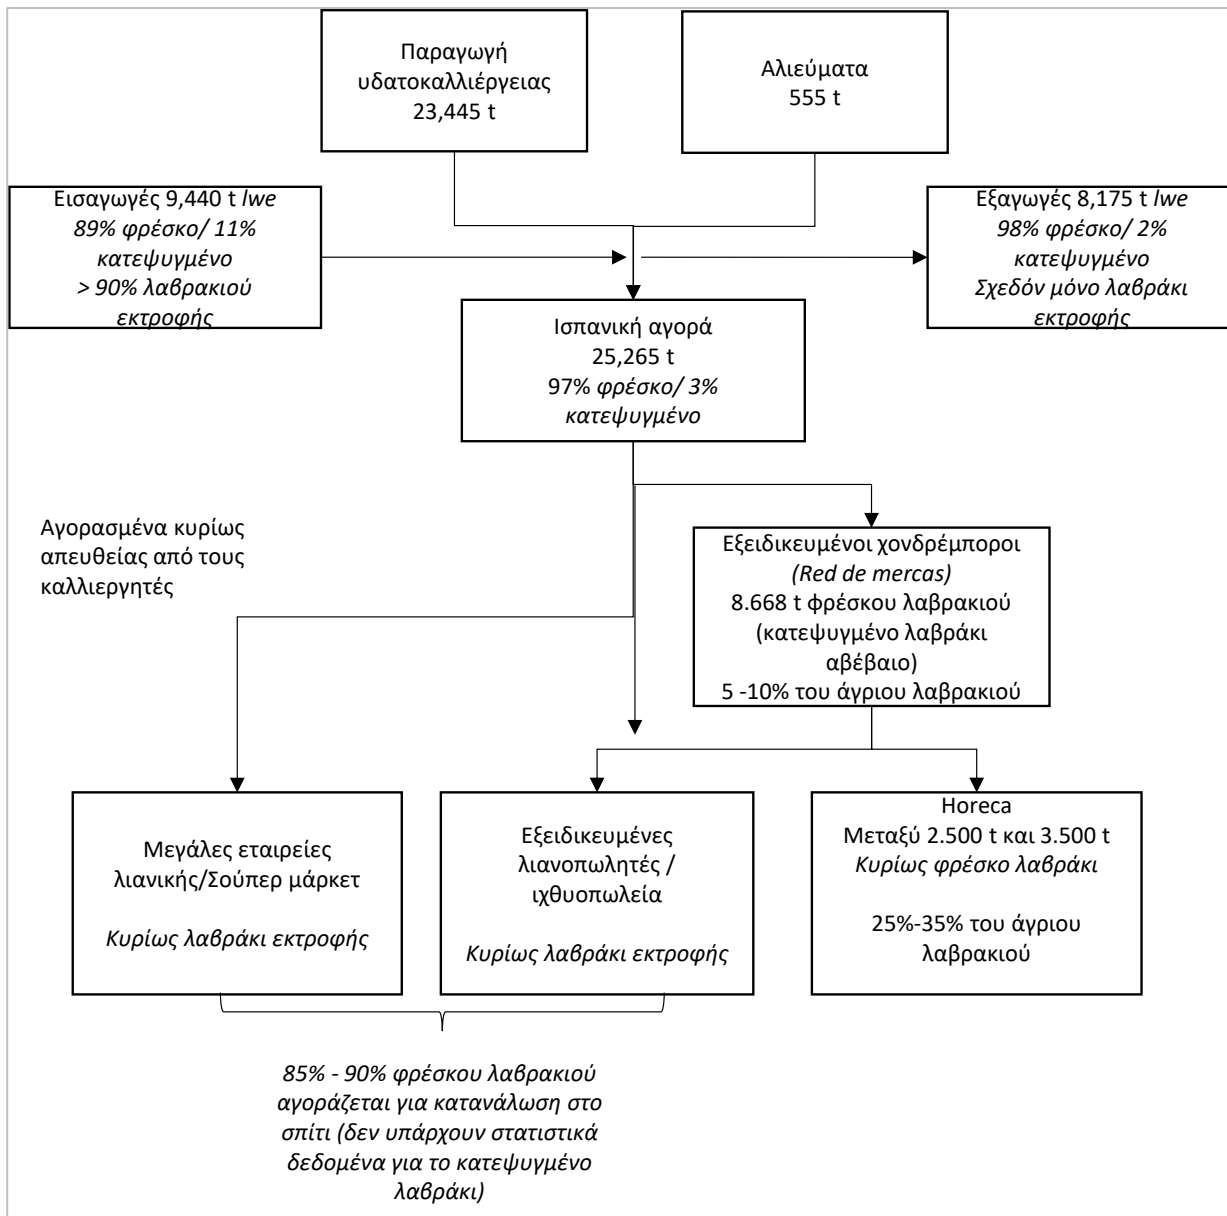 Παραγωγή
υδατοκαλλιέργειας
23,445 t
Αλιεύματα
555 t
Εισαγωγές 9,440 t lwe
89% φρέσκο/ 11%
κατεψυγμένο
> 90% λαβρακιού
εκτροφής
Εξαγωγές 8,175 t lwe
98% φρέσκο/ 2%
κατεψυγμένο
Σχεδόν μόνο λαβράκι
εκτροφής
Ισπανική αγορά
25,265 t
97% φρέσκο/ 3%
κατεψυγμένο
Αγορασμένα κυρίως
απευθείας από τους
καλλιεργητές
Εξειδικευμένοι χονδρέμποροι
(Red de mercas)
8.668 t φρέσκου λαβρακιού
(κατεψυγμένο λαβράκι
αβέβαιο)
5 -10% του άγριου λαβρακιού
Μεγάλες εταιρείες
λιανικής/Σούπερ μάρκετ
Κυρίως λαβράκι εκτροφής
Εξειδικευμένες
λιανοπωλητές /
ιχθυοπωλεία
Κυρίως λαβράκι εκτροφής
Horeca
Μεταξύ 2.500 t και 3.500 t
Κυρίως φρέσκο λαβράκι
25%-35% του άγριου
λαβρακιού
85% - 90% φρέσκου λαβρακιού
αγοράζεται για κατανάλωση στο
σπίτι (δεν υπάρχουν στατιστικά
δεδομένα για το κατεψυγμένο
λαβράκι)